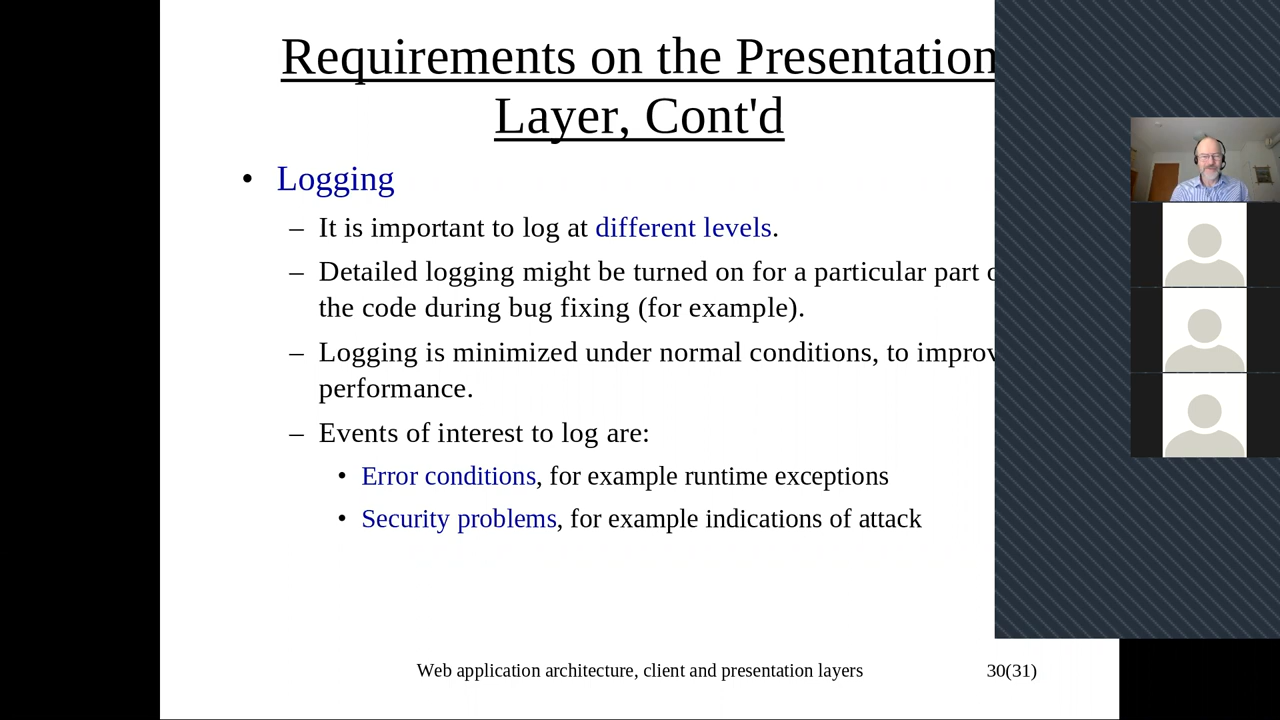 Requirements on the Presentation
Layer, Cont'd
• Logging
– It is important to log at different levels.
– Detailed logging might be turned on for a particular part
the code during bug fixing (for example).
– Logging is minimized under normal conditions, to
performance.
– Events of interest to log are:
• Error conditions, for example runtime exceptions
• Security problems, for example indications of attack
Web application architecture, client and presentation layers
30(31)